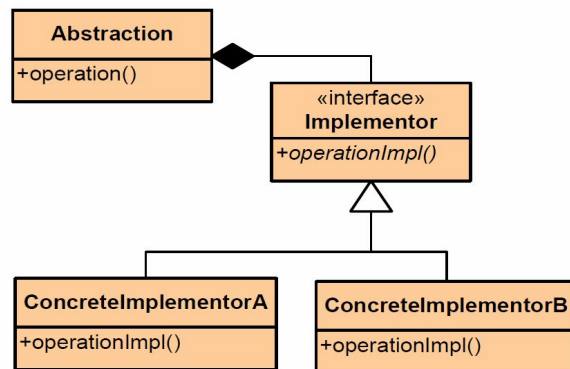 Abstraction
+operation()
«interface»
Implementor
+operationImpl()
ConcreteImplementorA
+operationImpl()
ConcreteImplementorB
+operationImpl()